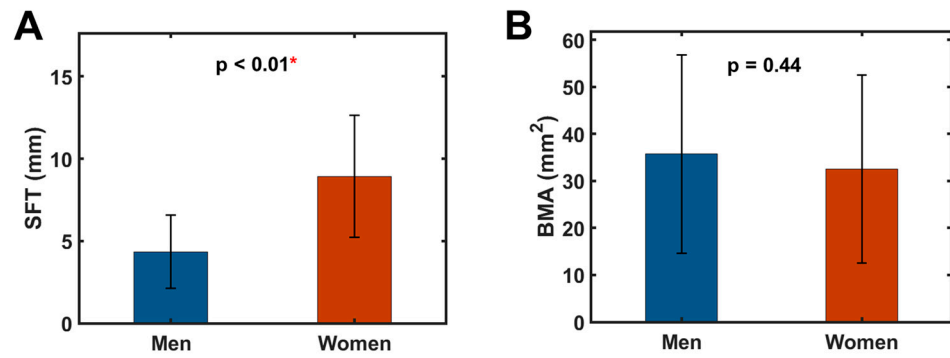 A
SFT (mm)
15
10
5
0
p < 0.01*
Men
Women
B
BMA (mm²)
60
50
40
30
20
10
0
p = 0.44
Men
Women